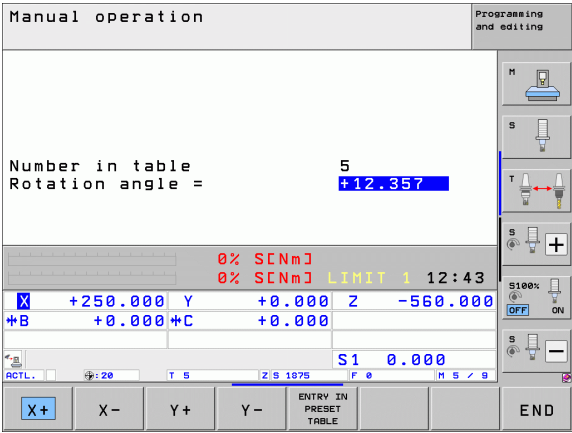 Manual operation
Programming
and editing
M
S
Number in table 5
Rotation angle = +12.357
T
S
0% S[Nm]
0% S[Nm] LIMIT 1 12:43
S100%
OFF ON
X +250.000 Y +0.000 Z -560.000
B +0.000 C +0.000
S
S1 0.000
ACTL. :20 T 5 Z S 1875 F 0 M 5 / 9
X+ X- Y+ Y- ENTRY IN
PRESET
TABLE
END